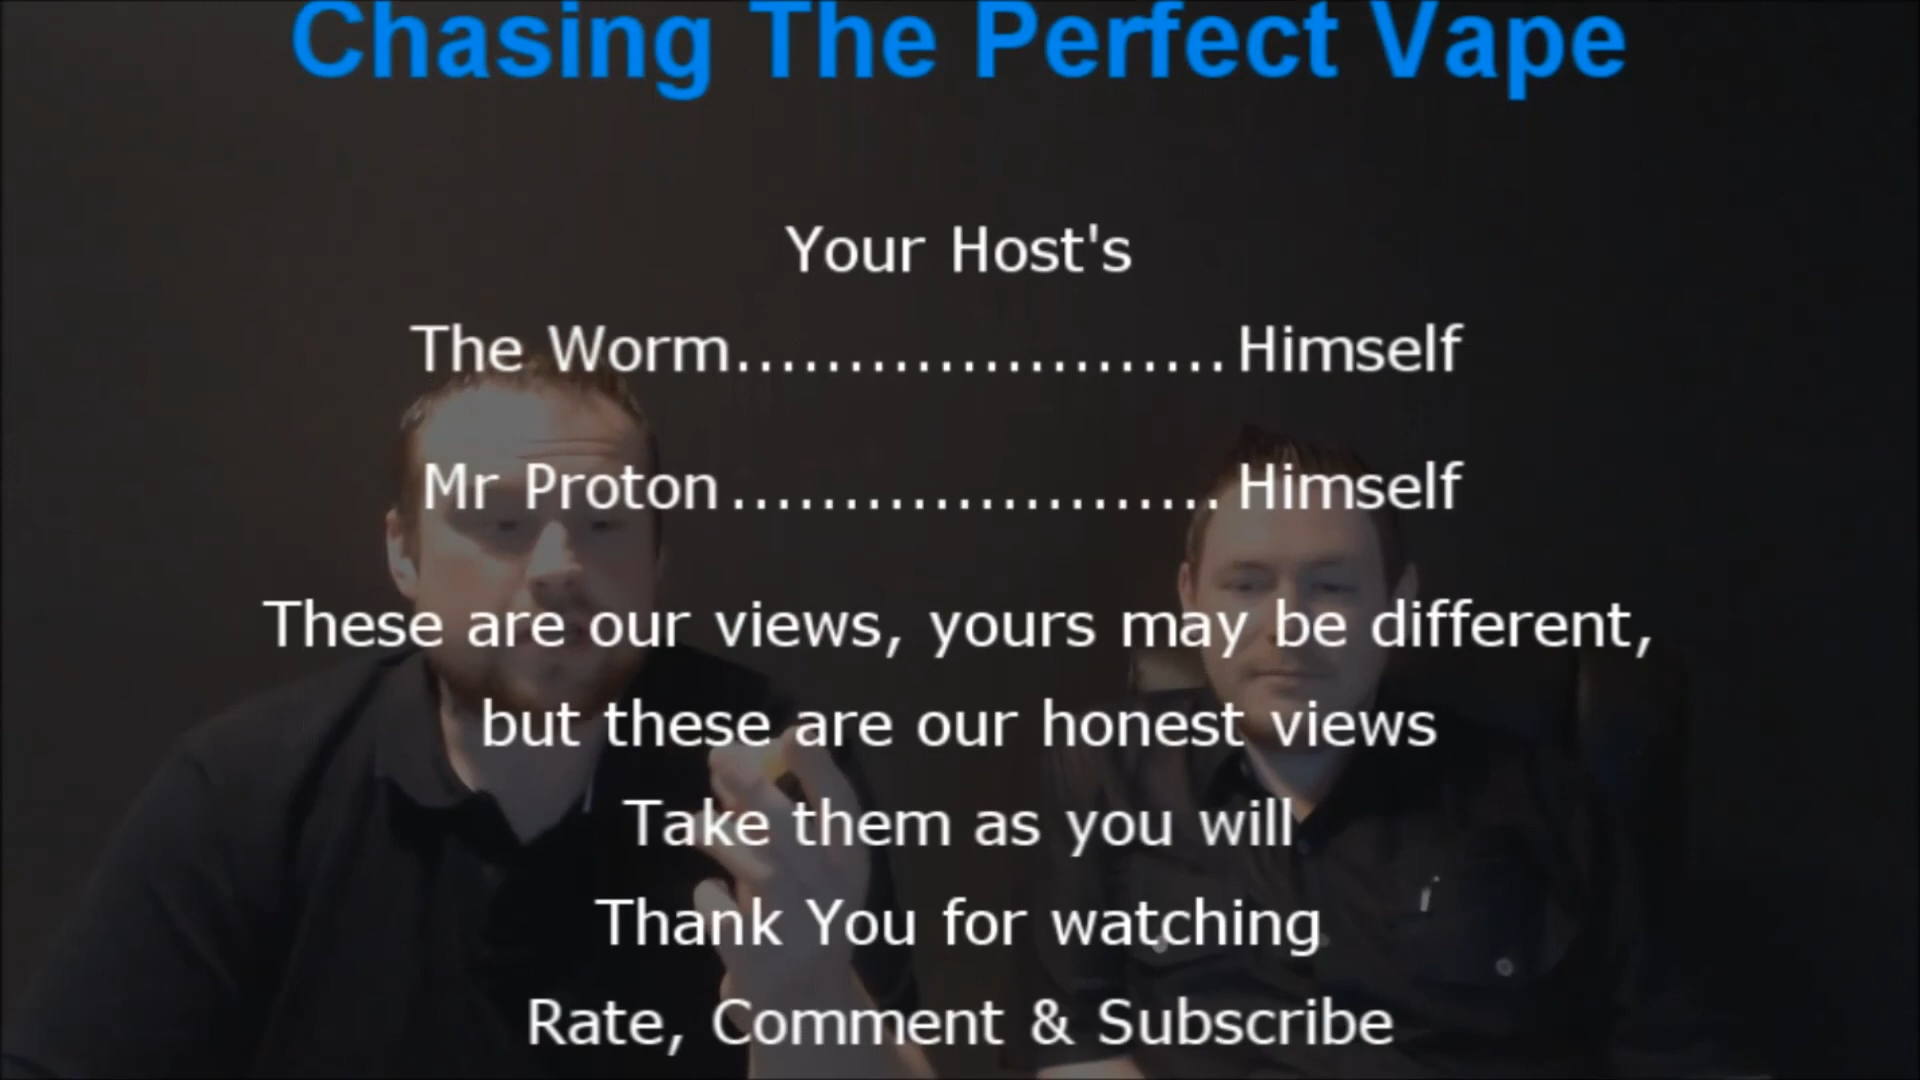 Chasing The Perfect Vape
Your Host's
The Worm......................Himself
Mr Proton......................Himself
These are our views, yours may be different,
but these are our honest views
Take them as you will
Thank You for watching
Rate, Comment & Subscribe